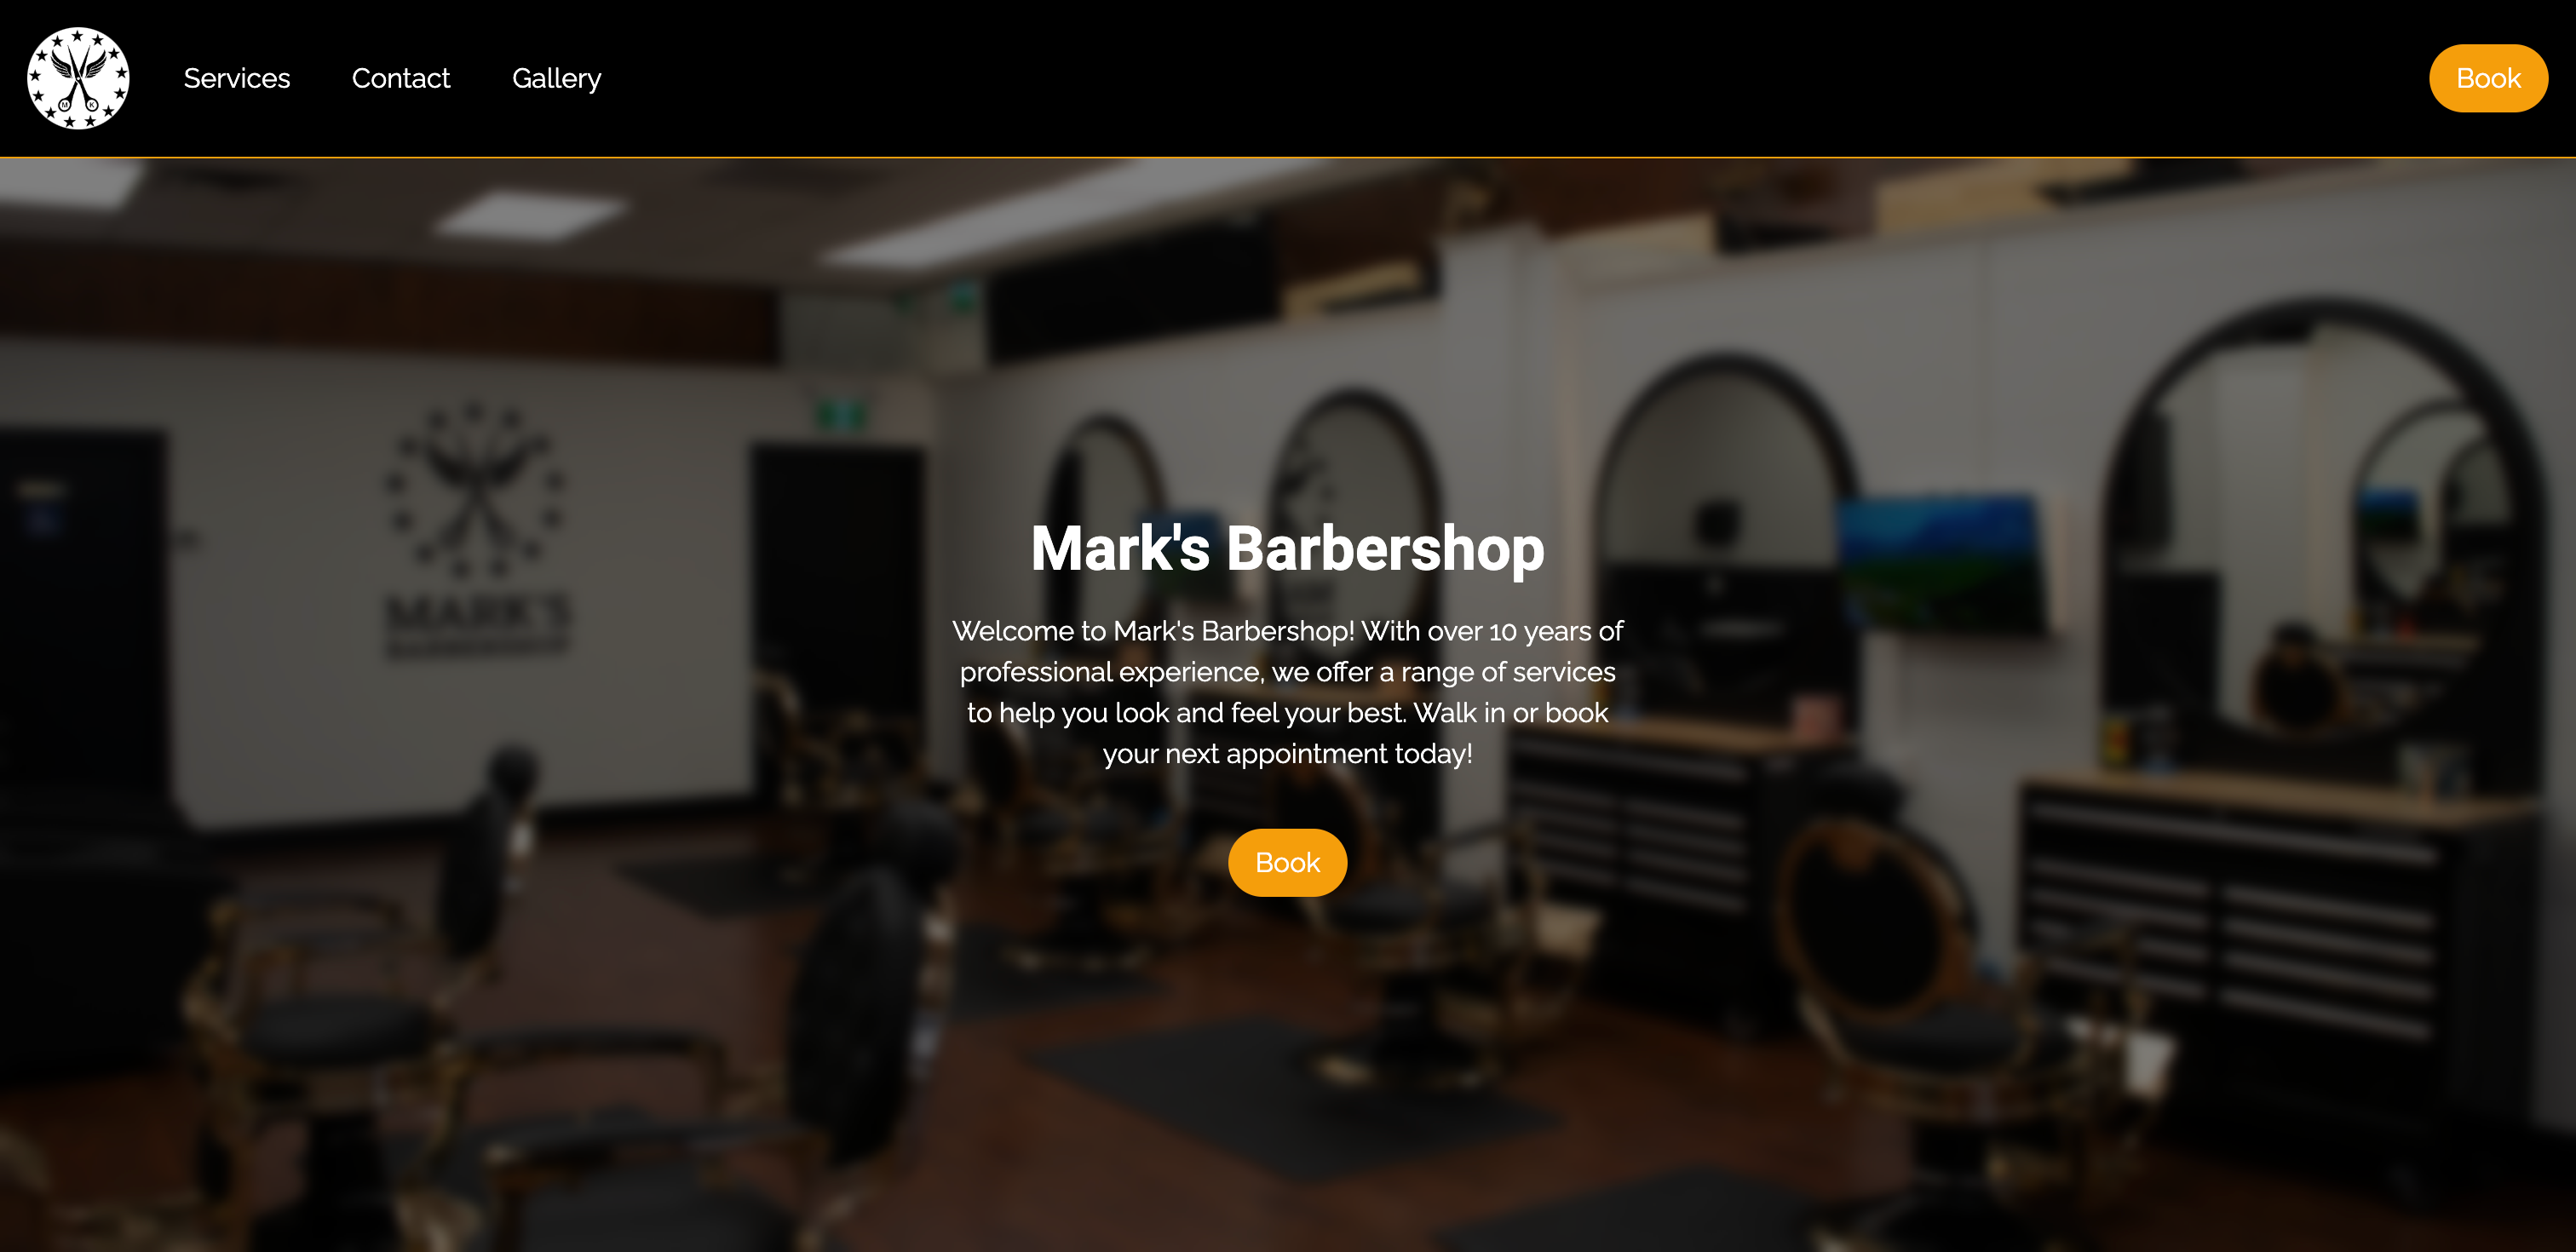 M K
Services
Contact
Gallery
Book
MARK'S
BARBERSHOP
Mark's Barbershop
Welcome to Mark's Barbershop! With over 10 years of
professional experience, we offer a range of services
to help you look and feel your best. Walk in or book
your next appointment today!
Book